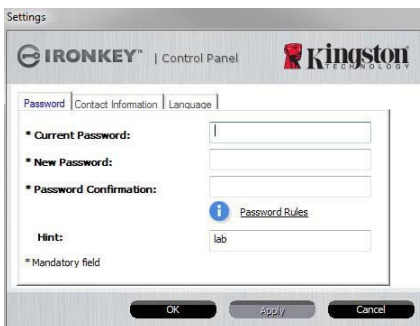 Settings
IRONKEY™ | Control Panel
Kingston
TECHNOLOGY
Password Contact Information Language
* Current Password:
* New Password:
* Password Confirmation:
i Password Rules
Hint: lab
* Mandatory field
OK Apply Cancel